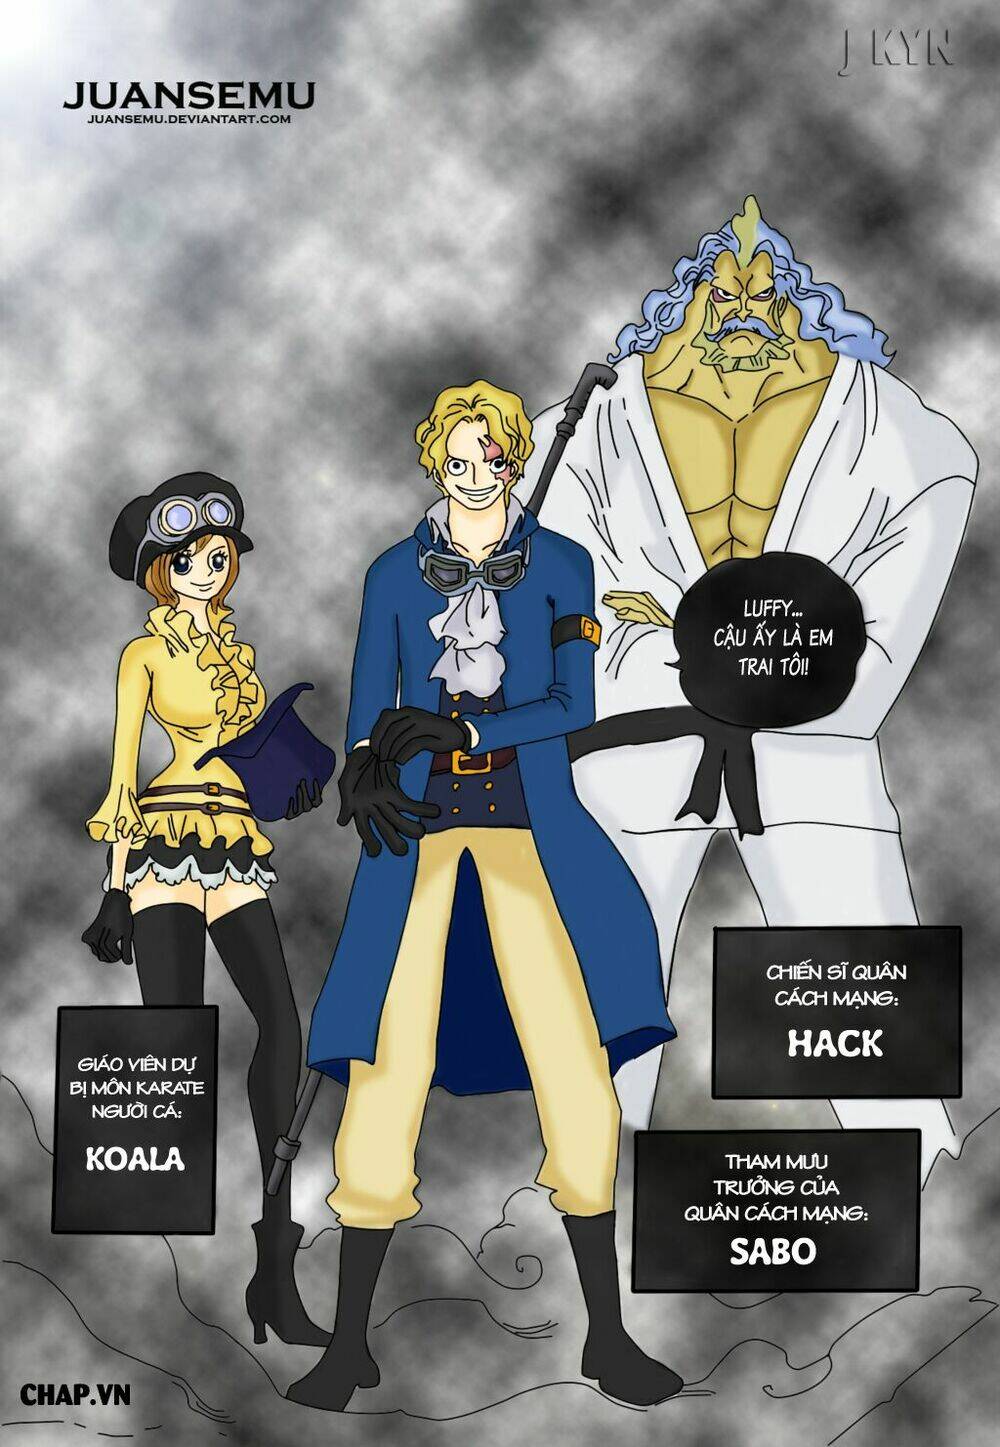 J KYN
JUANSEMU
JUANSEMU.DEVIANTART.COM
LUFFY...
CẬU ẤY LÀ EM
TRAI TÔI!
CHIẾN SĨ QUÂN
CÁCH MẠNG:
HACK
GIÁO VIÊN DỰ
BỊ MÔN KARATE
NGƯỜI CÁ:
KOALA
THAM MƯU
TRƯỞNG CỦA
QUÂN CÁCH MẠNG:
SABO
CHAP.VN